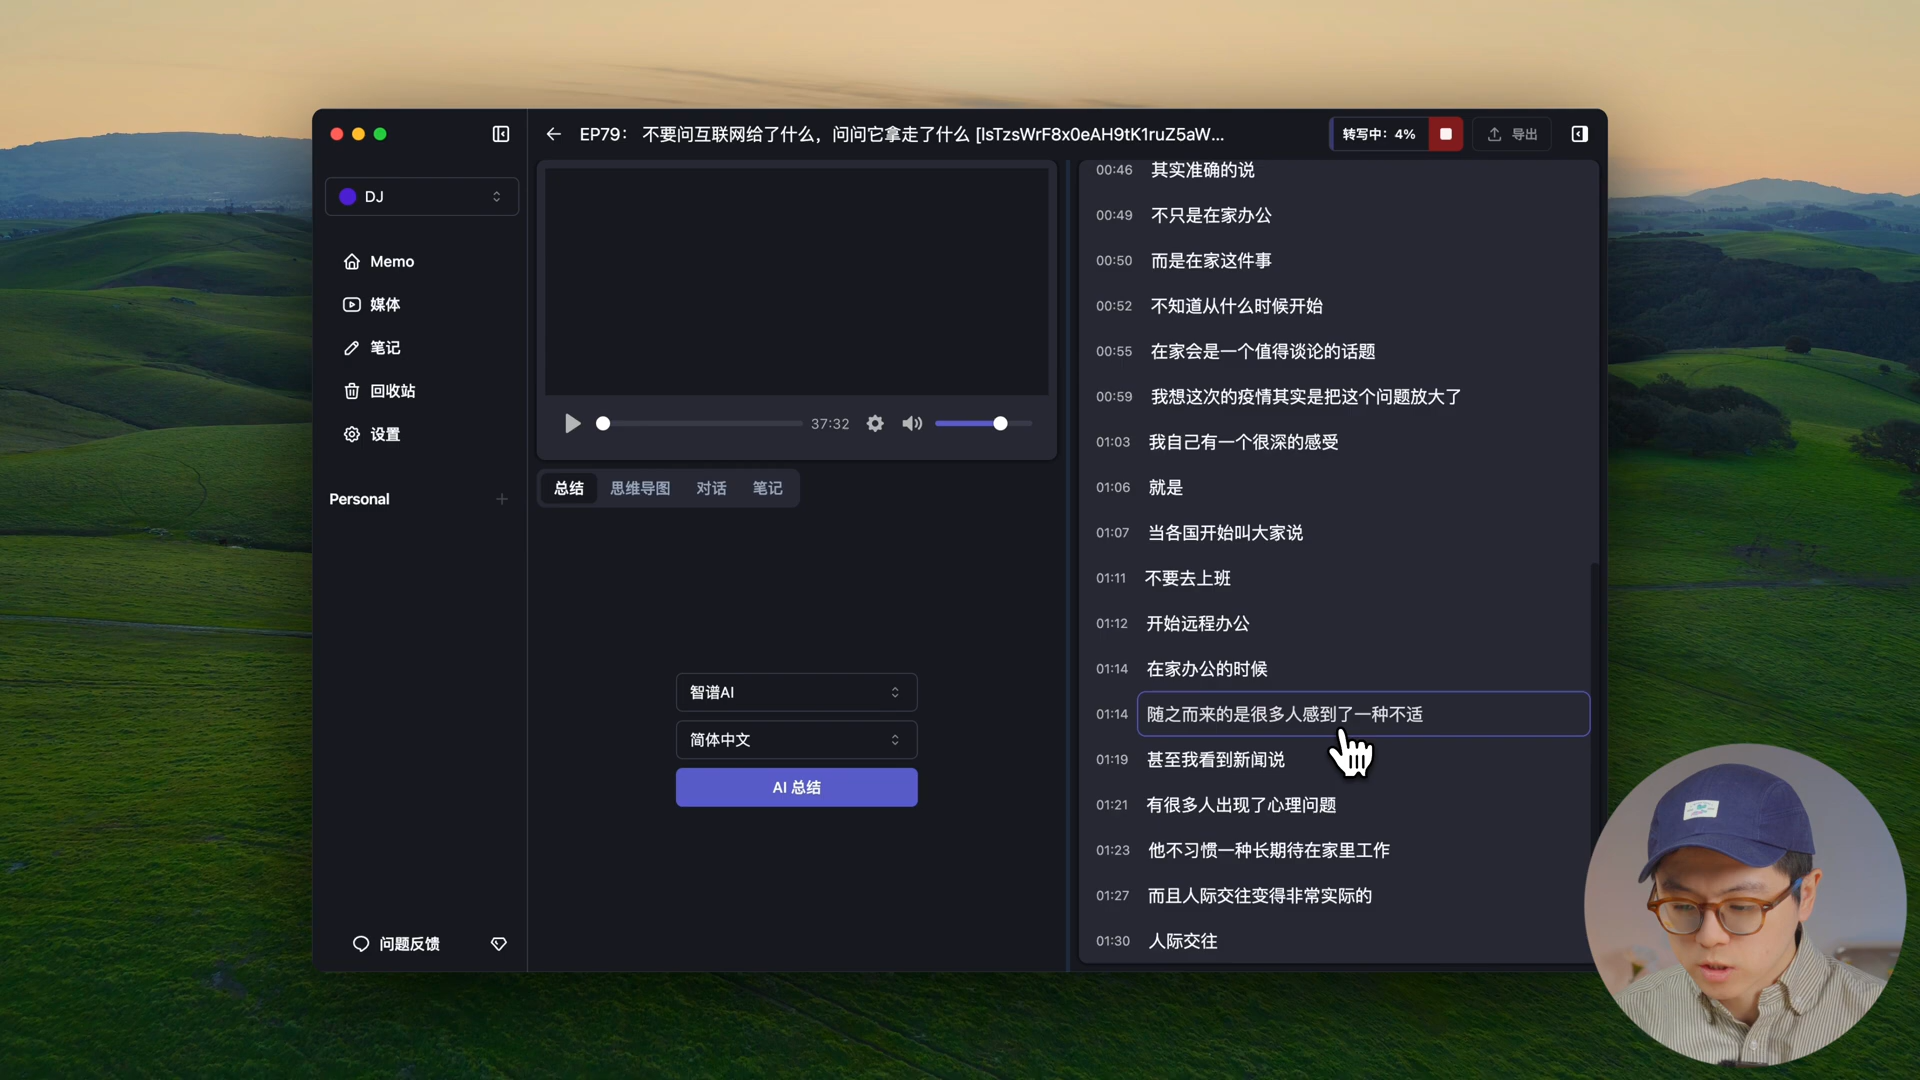 EP79： 不要问互联网给了什么，问问它拿走了什么 [IsTzsWrF8x0eAH9tK1ruZ5aW...
转写中：4%
导出
DJ
Memo
媒体
笔记
回收站
设置
Personal
问题反馈
37:32
总结 思维导图 对话 笔记
智谱AI
简体中文
AI 总结
00:46 其实准确的说
00:49 不只是在家办公
00:50 而是在家这件事
00:52 不知道从什么时候开始
00:55 在家会是一个值得谈论的话题
00:59 我想这次的疫情其实是把这个问题放大了
01:03 我自己有一个很深的感受
01:06 就是
01:07 当各国开始叫大家说
01:11 不要去上班
01:12 开始远程办公
01:14 在家办公的时候
01:14 随之而来的是很多人感到了一种不适
01:19 甚至我看到新闻说
01:21 有很多人出现了心理问题
01:23 他不习惯一种长期待在家里工作
01:27 而且人际交往变得非常实际的
01:30 人际交往